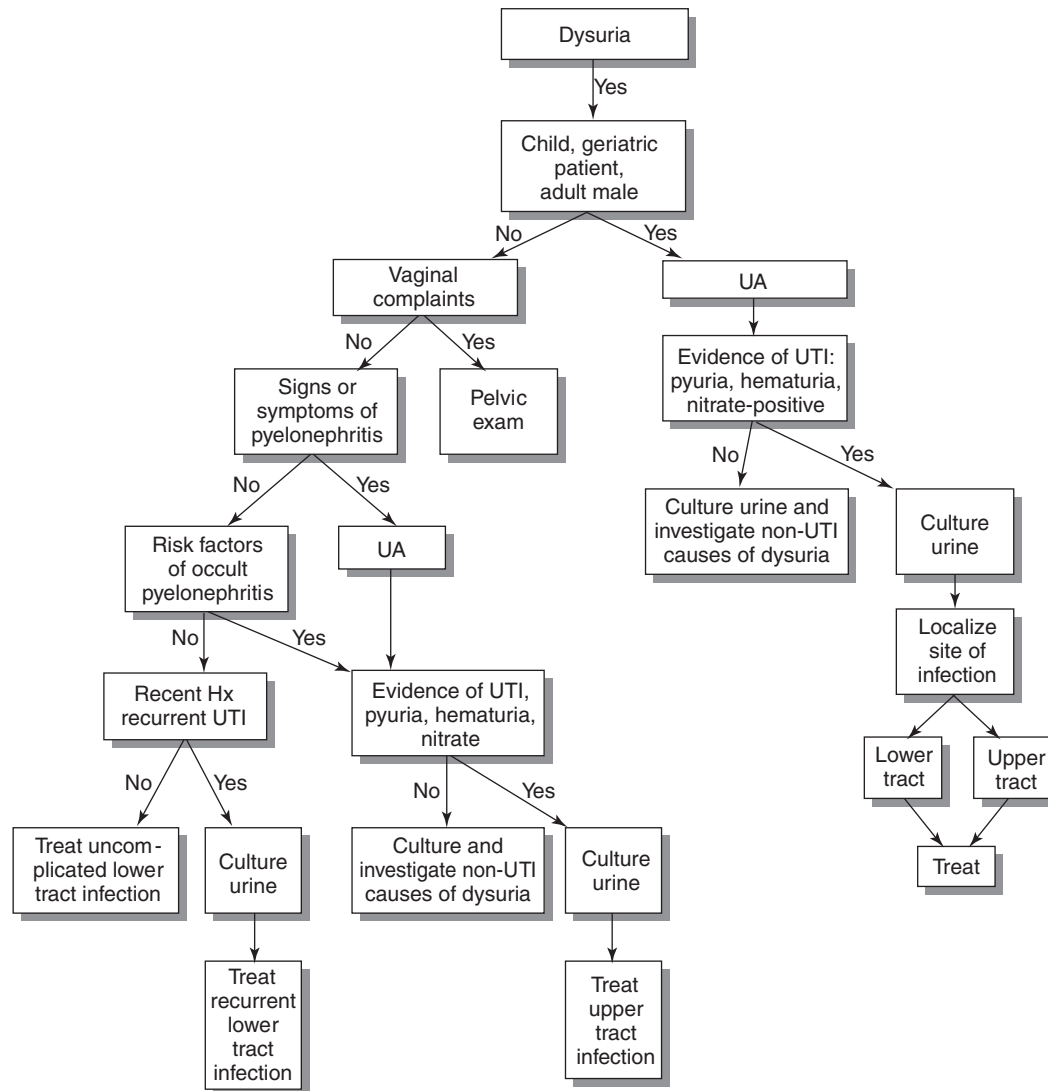 Dysuria
Yes
Child, geriatric
patient,
adult male
No
Yes
Vaginal
complaints
UA
No
Yes
Signs or
symptoms of
pyelonephritis
Pelvic
exam
Evidence of UTI:
pyuria, hematuria,
nitrate-positive
No
Yes
Culture urine and
investigate non-UTI
causes of dysuria
Culture
urine
No
Yes
Risk factors
of occult
pyelonephritis
UA
Localize
site of
infection
No
Yes
Recent Hx
recurrent UTI
Evidence of UTI,
pyuria, hematuria,
nitrate
Lower
tract
Upper
tract
Treat
No
Yes
No
Yes
Treat uncom-
plicated lower
tract infection
Culture
urine
Culture and
investigate non-UTI
causes of dysuria
Culture
urine
Treat
recurrent
lower
tract
infection
Treat
upper
tract
infection